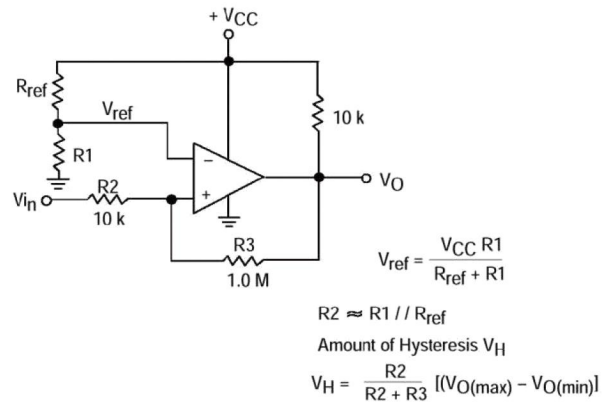 + VCC
Rref
Vref
10 k
R1
−
+
VO
Vin
R2
10 k
R3
1.0 M
Vref = VCC R1 / Rref + R1
R2 ≈ R1 // Rref
Amount of Hysteresis VH
VH = R2 / R2 + R3 [(VO(max) − VO(min)]